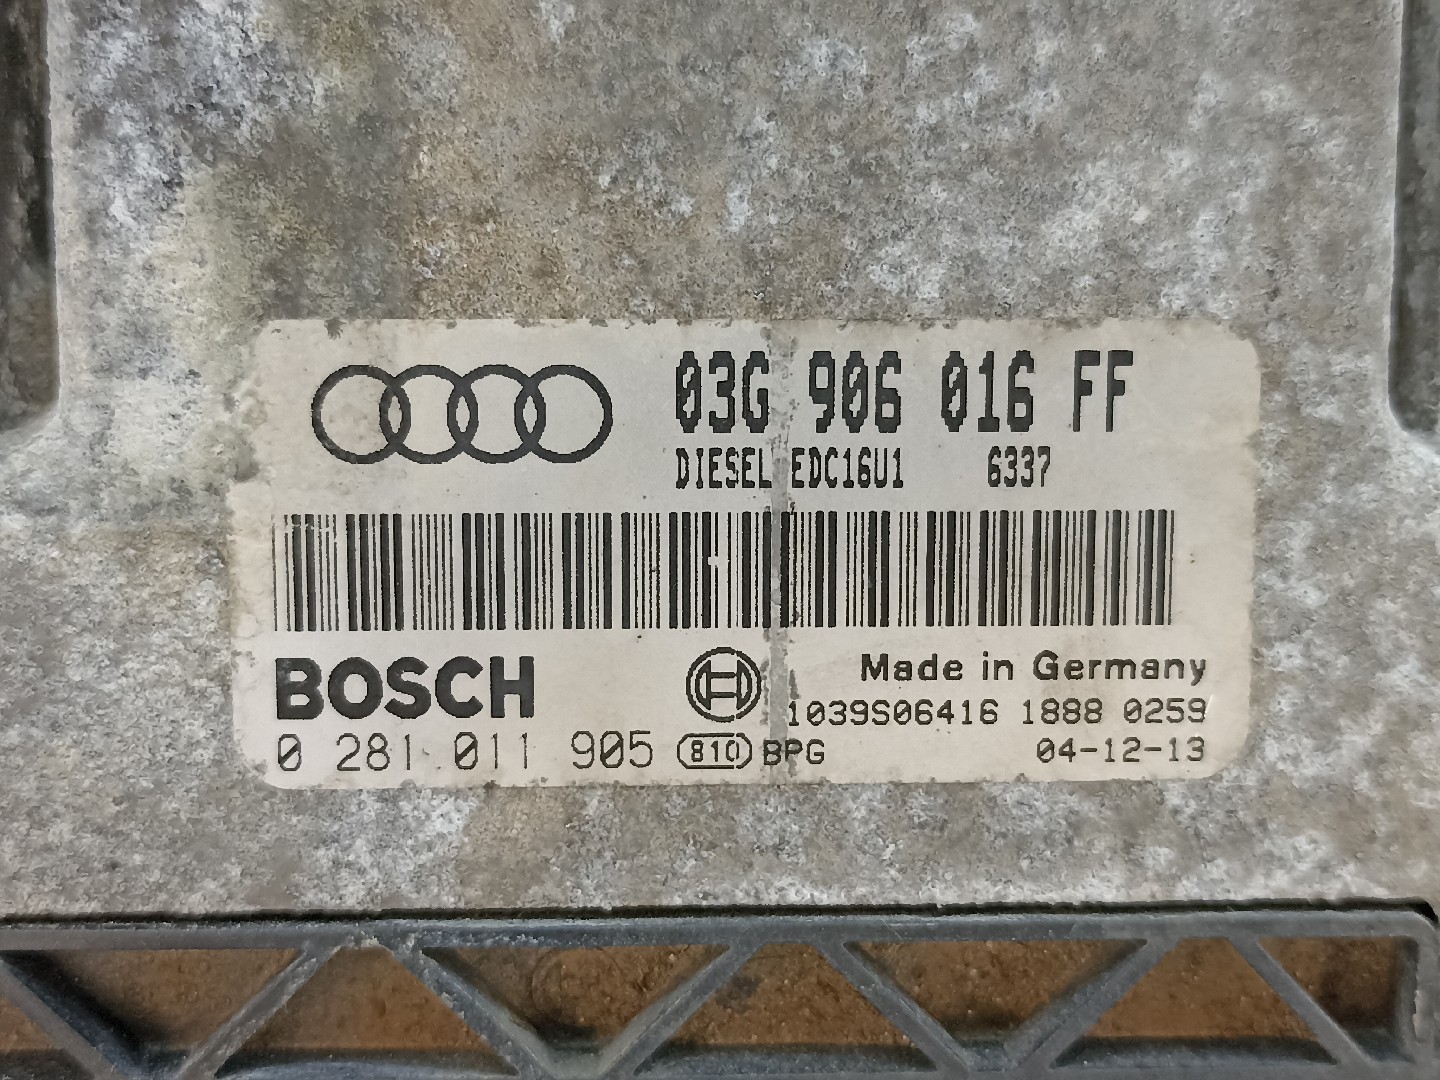 03G 906 016 FF
DIESEL EDC16U1 6337
BOSCH
Made in Germany
1039S06416 1888 0259
0 281 011 905 810 BPG 04-12-13